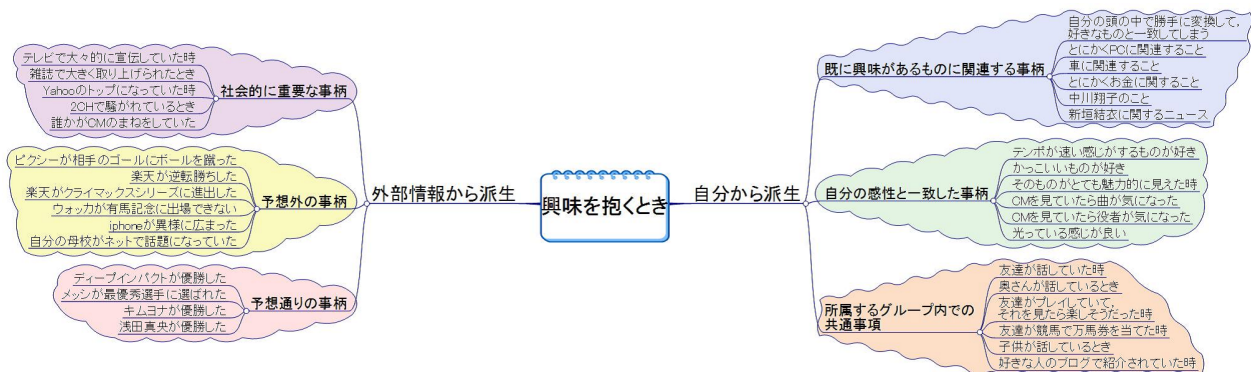 興味を抱くとき
外部情報から派生
社会的に重要な事柄
テレビで大々的に宣伝していた時
雑誌で大きく取り上げられたとき
Yahooのトップになっていた時
2CHで騒がれているとき
誰かがCMのまねをしていた
予想外の事柄
ピクシーが相手のゴールにボールを蹴った
楽天が逆転勝ちした
楽天がクライマックスシリーズに進出した
ウォッカが有馬記念に出場できない
iphoneが異様に広まった
自分の母校がネットで話題になっていた
予想通りの事柄
ディープインパクトが優勝した
メッシが最優秀選手に選ばれた
キムヨナが優勝した
浅田真央が優勝した
自分から派生
既に興味があるものに関連する事柄
自分の頭の中で勝手に変換して,
好きなものと一致してしまう
とにかくPCに関連すること
車に関連すること
とにかくお金に関すること
中川翔子のこと
新垣結衣に関するニュース
自分の感性と一致した事柄
テンポが速い感じがするものが好き
かっこいいものが好き
そのものがとても魅力的に見えた時
CMを見ていたら曲が気になった
CMを見ていたら役者が気になった
光っている感じが良い
所属するグループ内での
共通事項
友達が話していた時
奥さんが話しているとき
友達がプレイしていて,
それを見たら楽しそうだった時
友達が競馬で万馬券を当てた時
子供が話しているとき
好きな人のブログで紹介されていた時